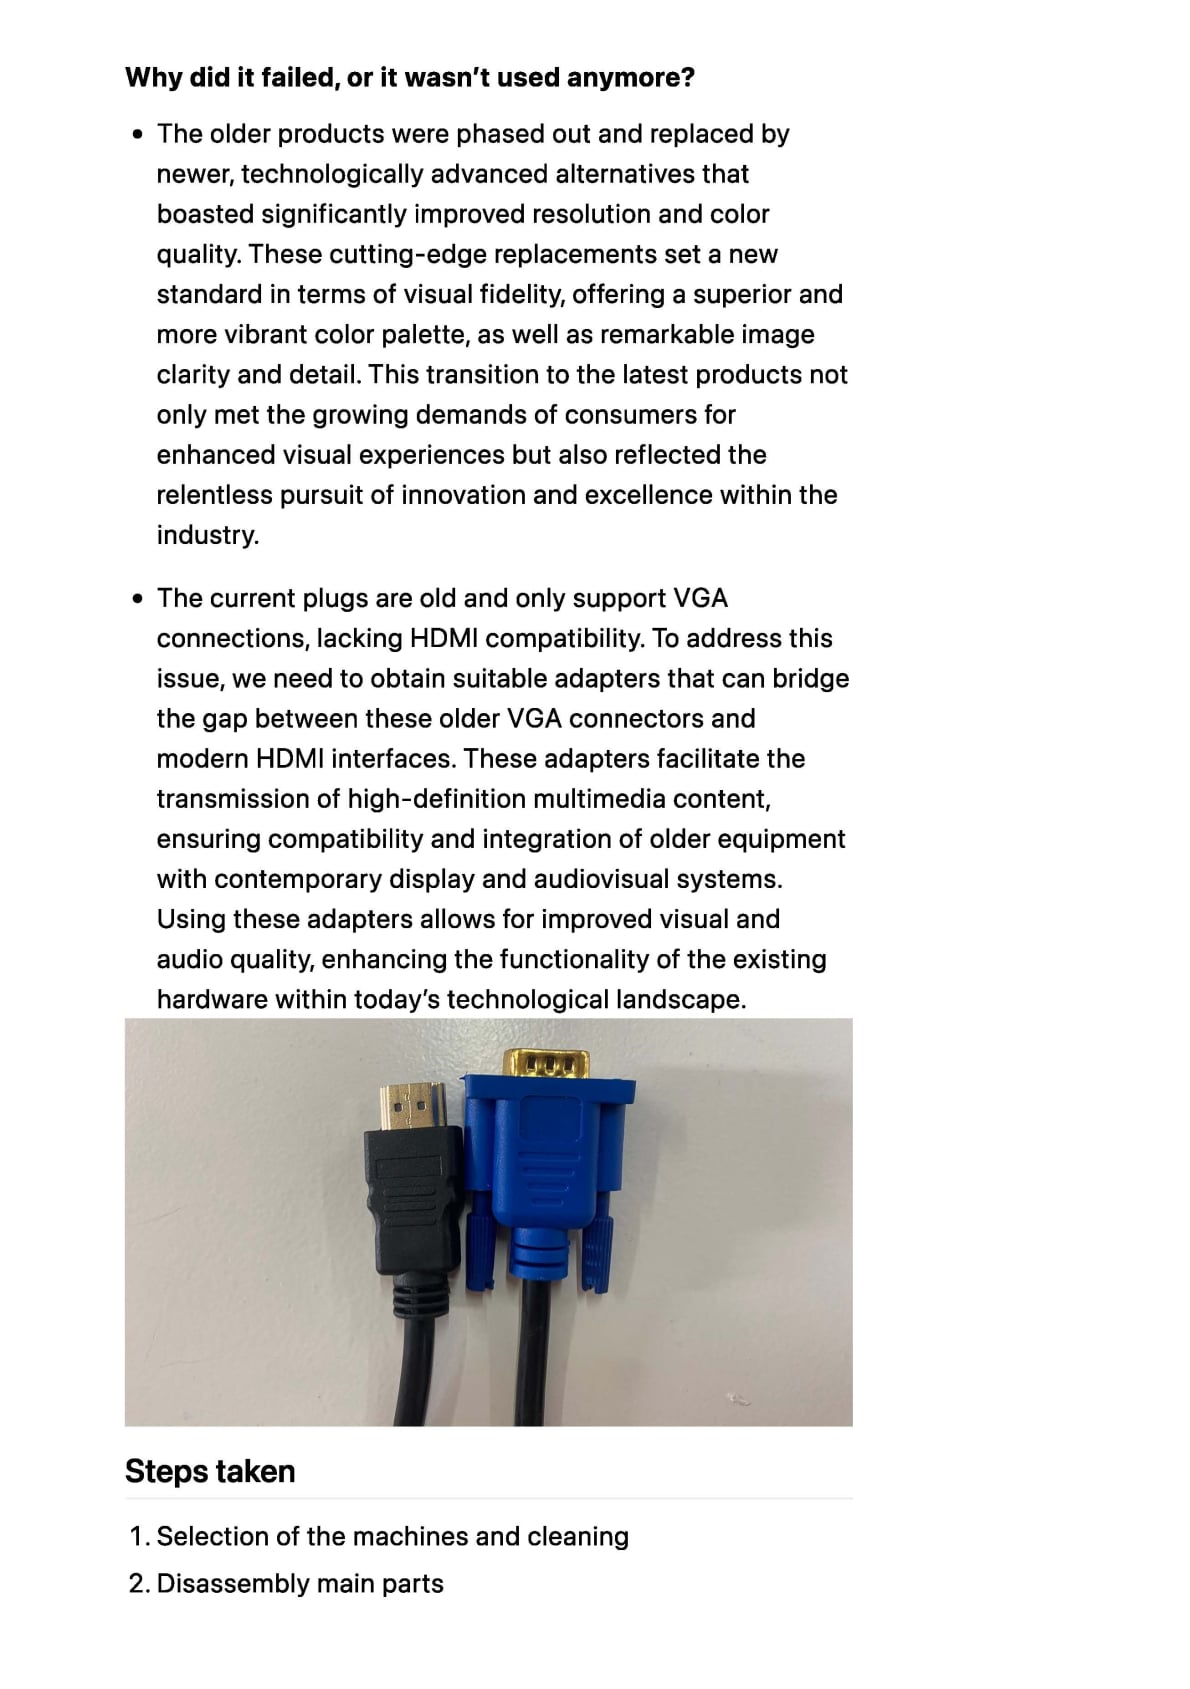 Why did it failed, or it wasn’t used anymore?
• The older products were phased out and replaced by
newer, technologically advanced alternatives that
boasted significantly improved resolution and color
quality. These cutting-edge replacements set a new
standard in terms of visual fidelity, offering a superior and
more vibrant color palette, as well as remarkable image
clarity and detail. This transition to the latest products not
only met the growing demands of consumers for
enhanced visual experiences but also reflected the
relentless pursuit of innovation and excellence within the
industry.
• The current plugs are old and only support VGA
connections, lacking HDMI compatibility. To address this
issue, we need to obtain suitable adapters that can bridge
the gap between these older VGA connectors and
modern HDMI interfaces. These adapters facilitate the
transmission of high-definition multimedia content,
ensuring compatibility and integration of older equipment
with contemporary display and audiovisual systems.
Using these adapters allows for improved visual and
audio quality, enhancing the functionality of the existing
hardware within today’s technological landscape.
Steps taken
1. Selection of the machines and cleaning
2. Disassembly main parts